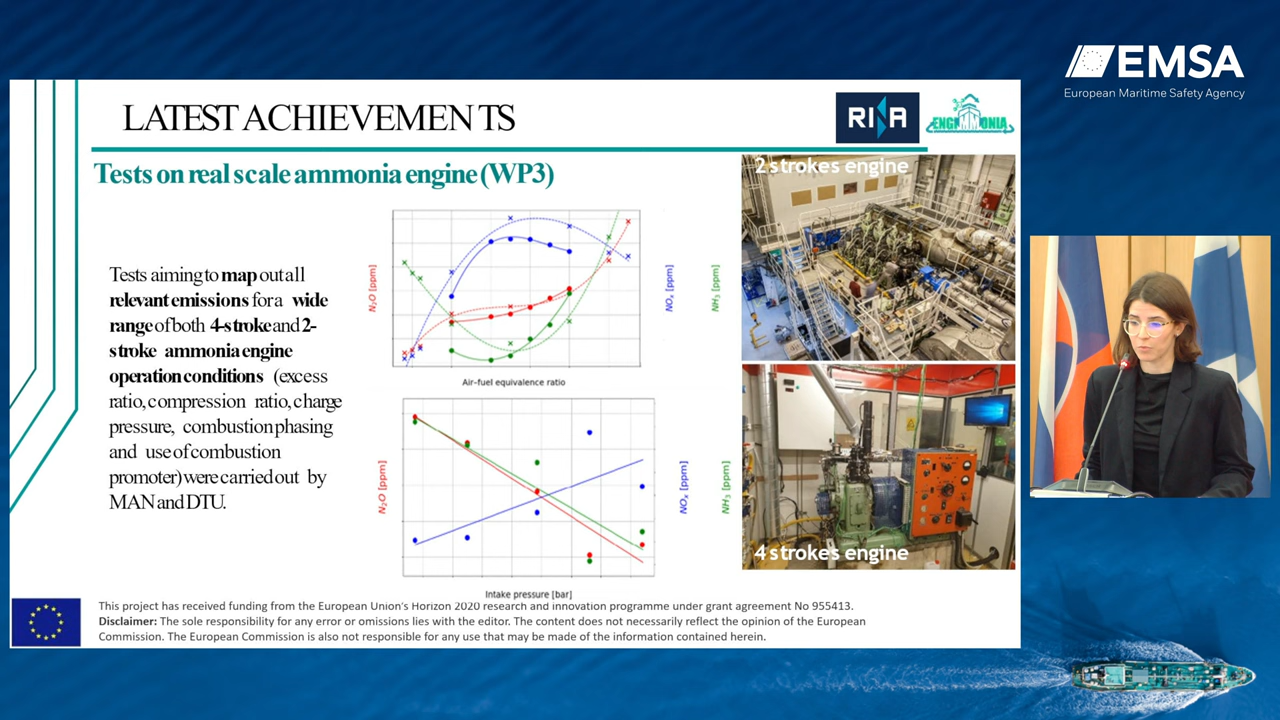 EMSA
European Maritime Safety Agency
LATEST ACHIEVEMENTS
RINA
ENGIMMONIA
Tests on real scale ammonia engine (WP3)
Tests aiming to map out all
relevant emissions for a wide
range of both 4-stroke and 2-
stroke ammonia engine
operation conditions (excess
ratio, compression ratio, charge
pressure, combustion phasing
and use of combustion
promoter) were carried out by
MAN and DTU.
N₂O [ppm]
NOₓ [ppm]
NH₃ [ppm]
Air-fuel equivalence ratio
N₂O [ppm]
NOₓ [ppm]
NH₃ [ppm]
Intake pressure [bar]
2 strokes engine
4 strokes engine
This project has received funding from the European Union's Horizon 2020 research and innovation programme under grant agreement No 955413.
Disclaimer: The sole responsibility for any error or omissions lies with the editor. The content does not necessarily reflect the opinion of the European
Commission. The European Commission is also not responsible for any use that may be made of the information contained herein.